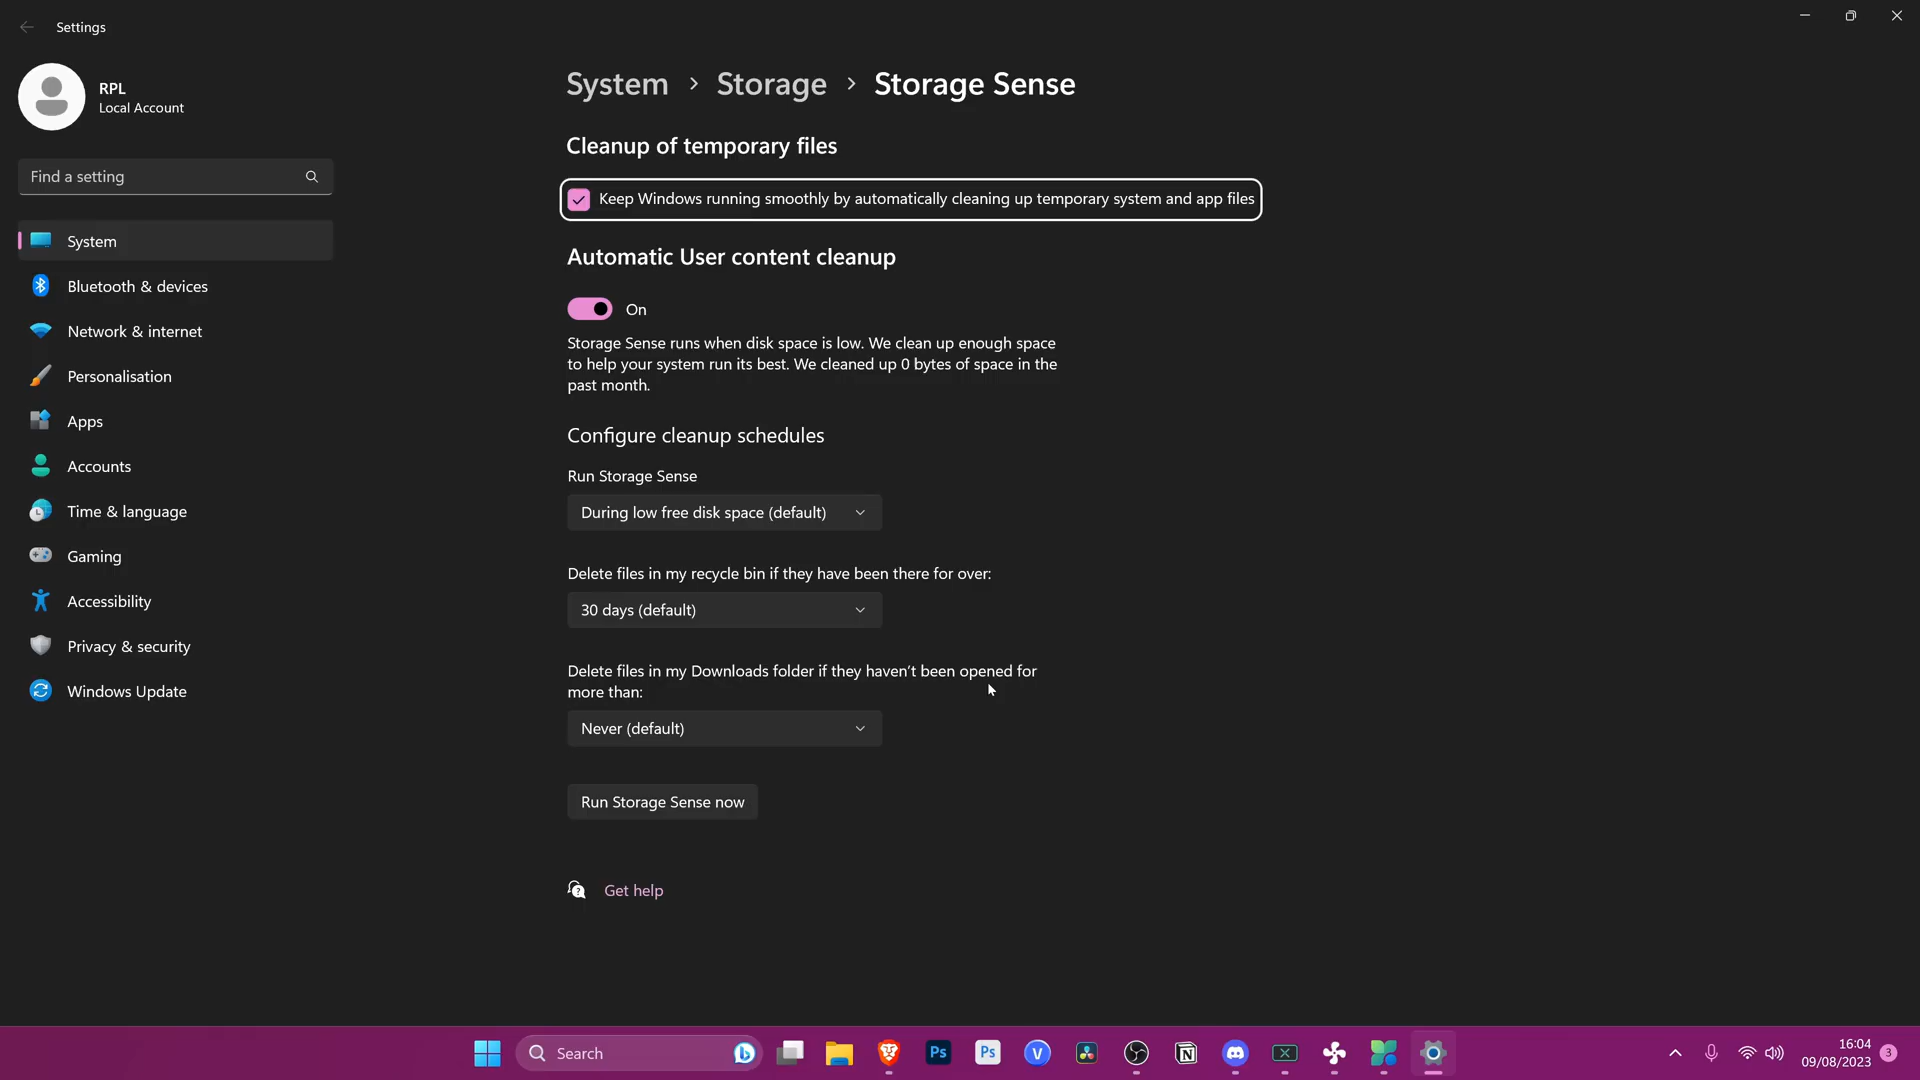 Settings
RPL
Local Account
Find a setting
System
Bluetooth & devices
Network & internet
Personalisation
Apps
Accounts
Time & language
Gaming
Accessibility
Privacy & security
Windows Update
System › Storage › Storage Sense
Cleanup of temporary files
Keep Windows running smoothly by automatically cleaning up temporary system and app files
Automatic User content cleanup
On
Storage Sense runs when disk space is low. We clean up enough space
to help your system run its best. We cleaned up 0 bytes of space in the
past month.
Configure cleanup schedules
Run Storage Sense
During low free disk space (default)
Delete files in my recycle bin if they have been there for over:
30 days (default)
Delete files in my Downloads folder if they haven't been opened for
more than:
Never (default)
Run Storage Sense now
Get help
Search
Ps
Ps
V
N
16:04
09/08/2023
3